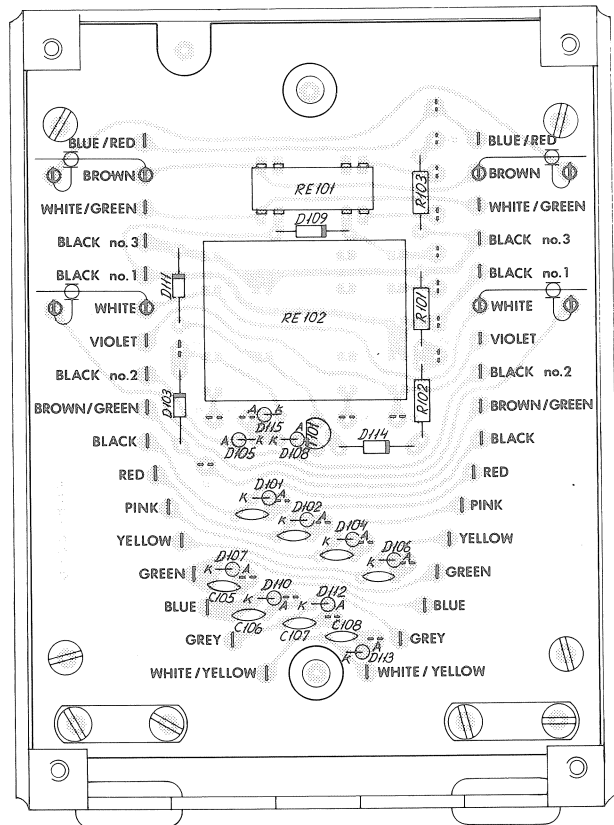 BLUE/RED BLUE/RED
BROWN RE101 R103 BROWN
WHITE/GREEN WHITE/GREEN
D109
BLACK no.3 BLACK no.3
BLACK no.1 D111 BLACK no.1
WHITE RE102 R101 WHITE
VIOLET VIOLET
BLACK no.2 BLACK no.2
BROWN/GREEN D103 R102 BROWN/GREEN
A K
D115 T101
BLACK A K K A BLACK
D105 D108 D114
RED RED
D101
K A
PINK D102 PINK
K A
YELLOW D104 YELLOW
K A
D107 D106
K A K A
GREEN GREEN
C105 D110 D112
BLUE K A K A BLUE
C106 C107 C108
GREY GREY
K A
D113
WHITE/YELLOW WHITE/YELLOW